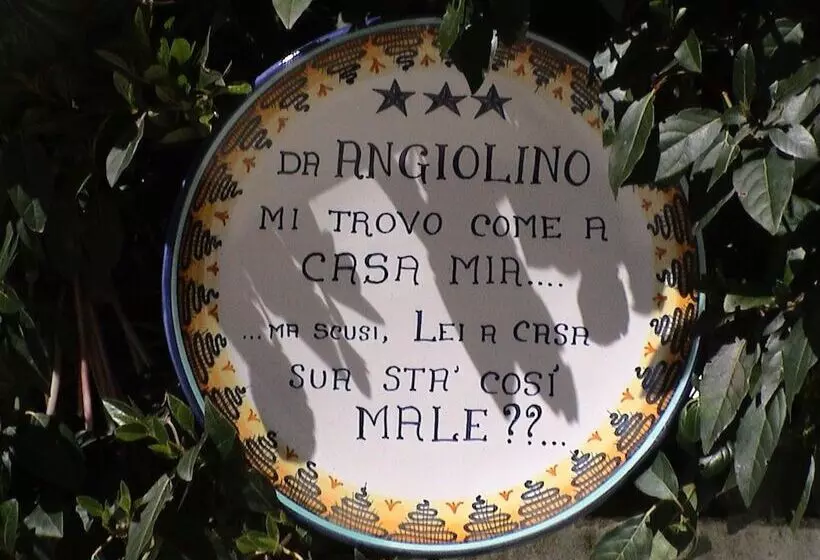 DA ANGIOLINO
MI TROVO COME A
CASA MIA....
...MA SCUSI, LEI A CASA
SUA STA' COSÍ
MALE ??...